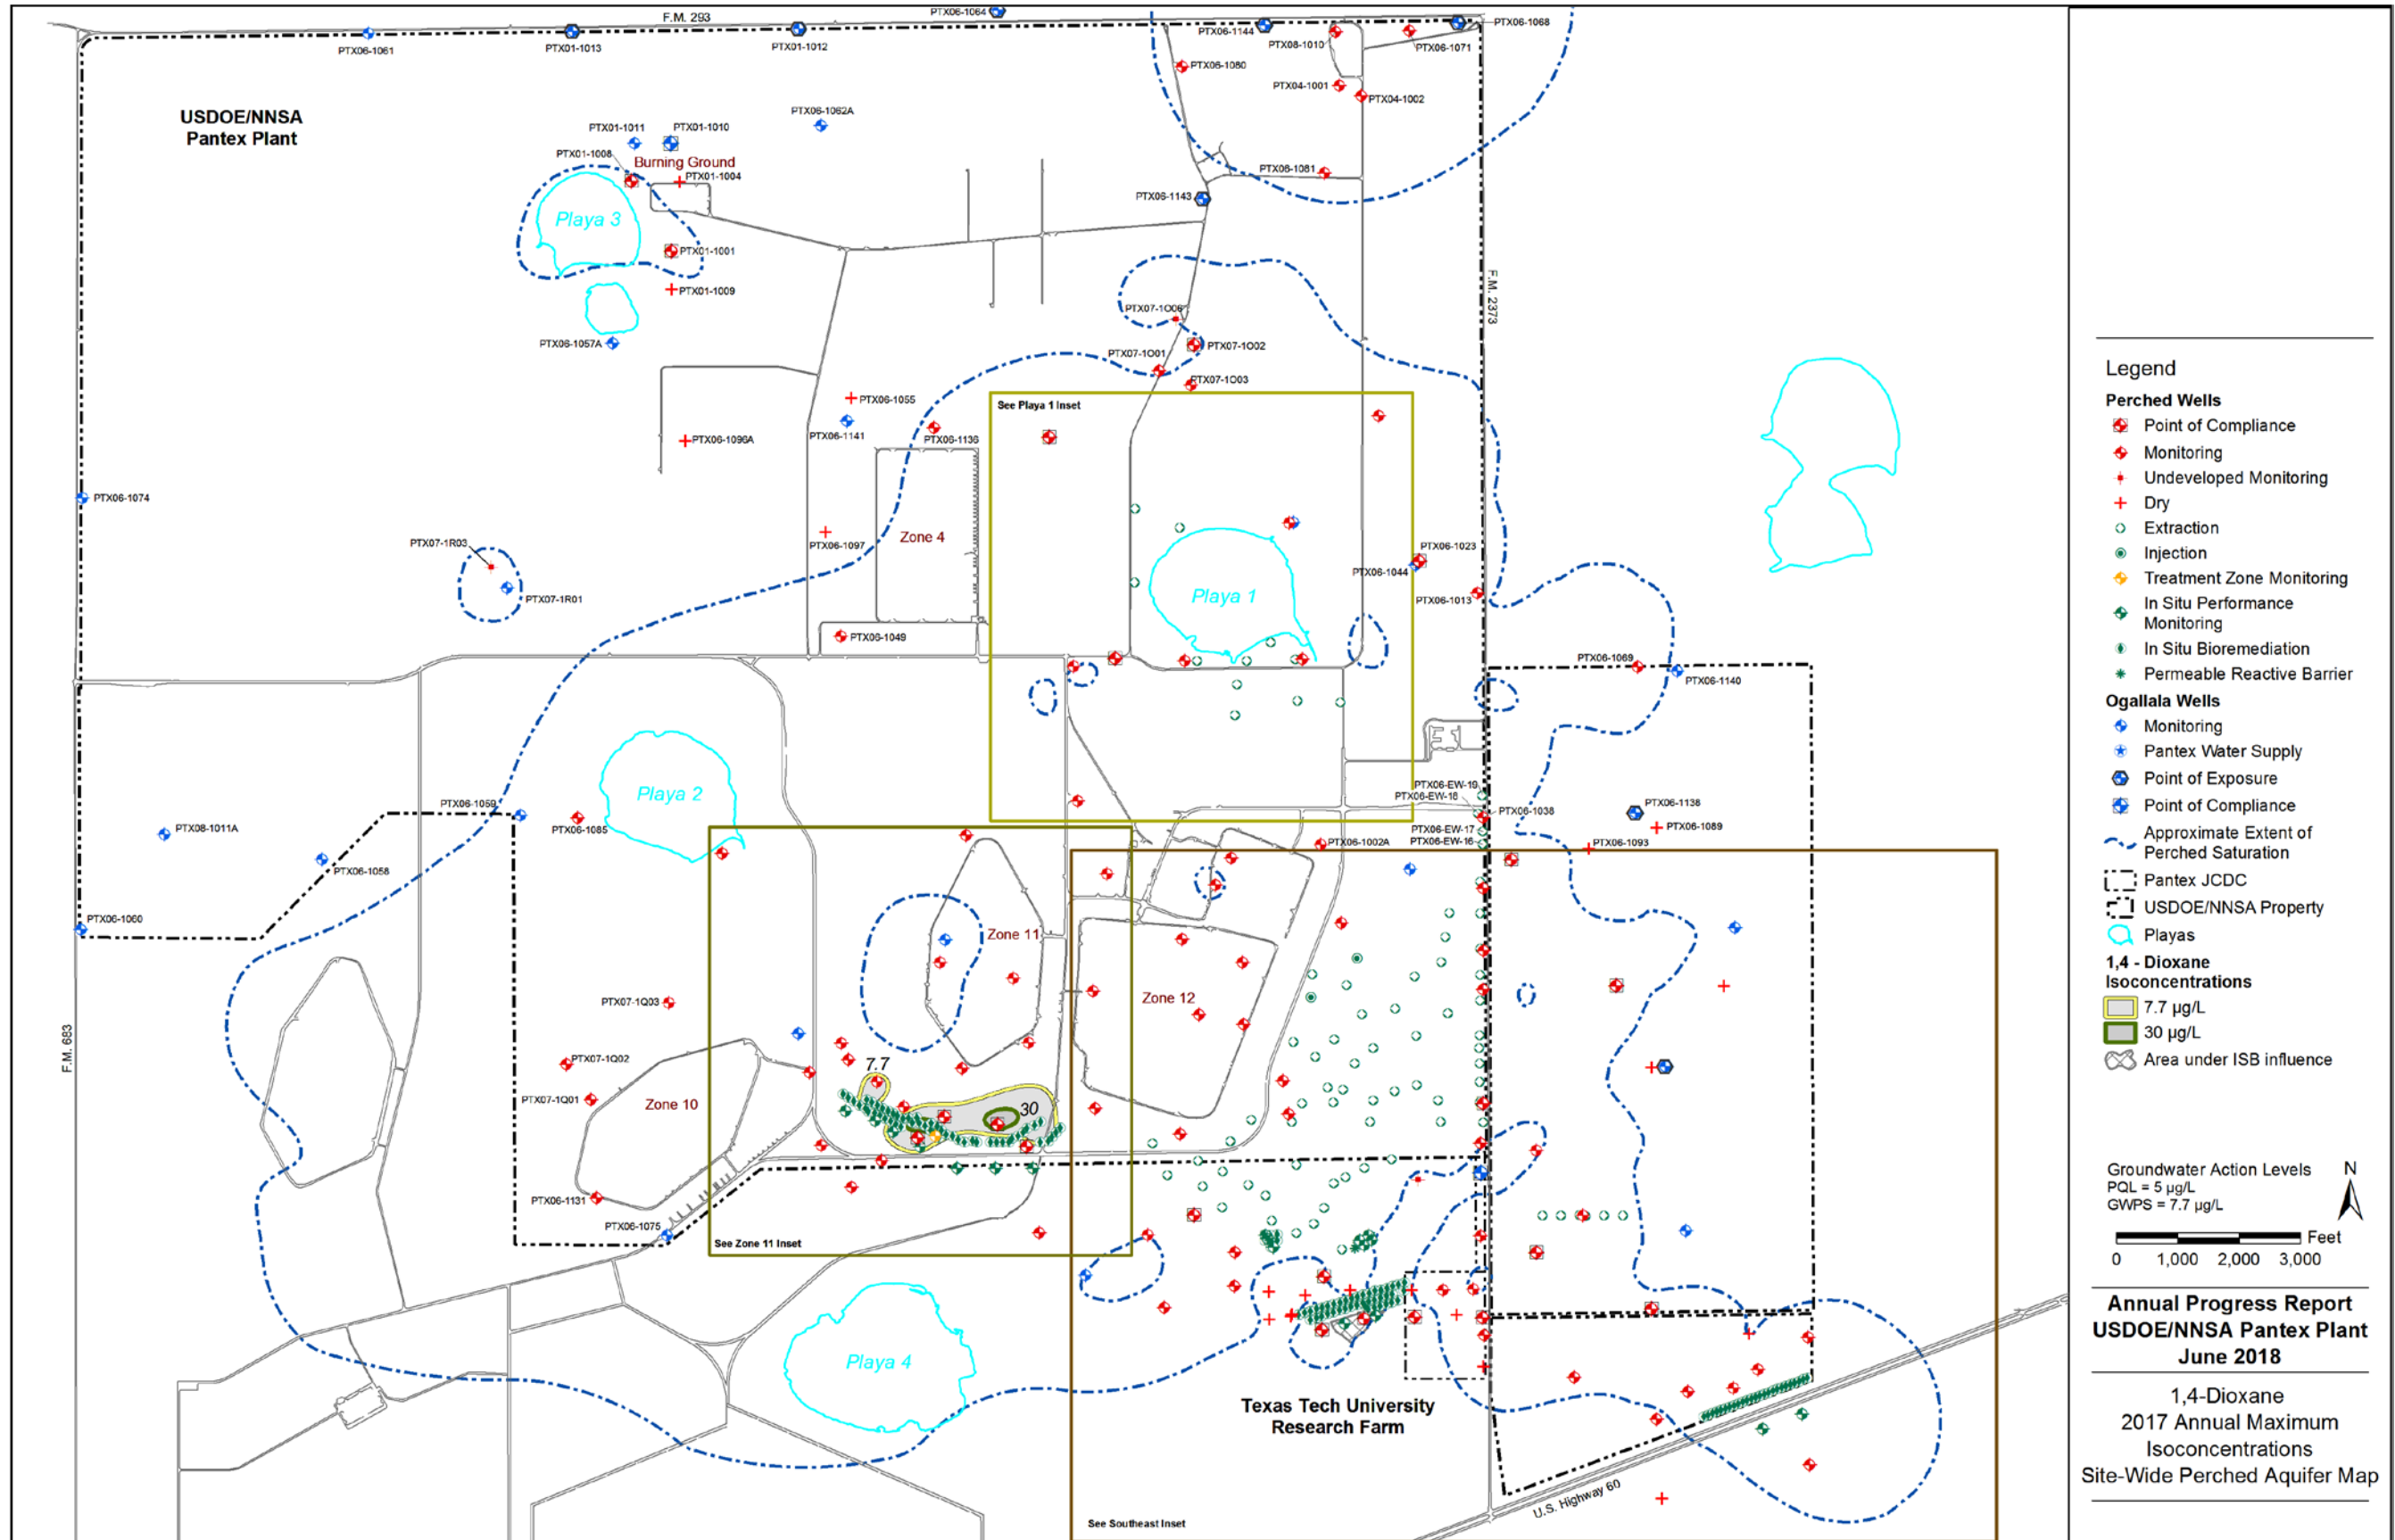 F.M. 293
PTX06-1064
PTX06-1068
PTX06-1061
PTX01-1013
PTX01-1012
PTX06-1144
PTX08-1010
PTX06-1071
PTX06-1080
PTX04-1001
PTX04-1002
USDOE/NNSA
Pantex Plant
PTX06-1062A
PTX01-1011
PTX01-1010
PTX01-1008
Burning Ground
PTX01-1004
PTX06-1081
PTX06-1143
Playa 3
PTX01-1001
PTX01-1009
F.M. 2373
PTX07-1O06
PTX06-1057A
PTX07-1O02
PTX07-1O01
PTX07-1O03
PTX06-1055
See Playa 1 Inset
PTX06-1141
PTX06-1136
PTX06-1096A
PTX06-1074
PTX07-1R03
PTX06-1097
Zone 4
PTX06-1023
PTX06-1044
PTX07-1R01
Playa 1
PTX06-1013
PTX06-1049
PTX06-1069
PTX06-1140
Playa 2
PTX06-EW-19
PTX06-EW-18
PTX06-1059
PTX06-1038
PTX06-1138
PTX08-1011A
PTX06-1085
PTX06-EW-17
PTX06-1089
PTX06-1002A
PTX06-EW-16
PTX06-1093
PTX06-1058
PTX06-1060
Zone 11
PTX07-1Q03
Zone 12
F.M. 683
PTX07-1Q02
7.7
PTX07-1Q01
Zone 10
30
PTX06-1131
PTX06-1075
See Zone 11 Inset
Playa 4
Texas Tech University
Research Farm
U.S. Highway 60
See Southeast Inset
Legend
Perched Wells
Point of Compliance
Monitoring
Undeveloped Monitoring
Dry
Extraction
Injection
Treatment Zone Monitoring
In Situ Performance
Monitoring
In Situ Bioremediation
Permeable Reactive Barrier
Ogallala Wells
Monitoring
Pantex Water Supply
Point of Exposure
Point of Compliance
Approximate Extent of
Perched Saturation
Pantex JCDC
USDOE/NNSA Property
Playas
1,4 - Dioxane
Isoconcentrations
7.7 µg/L
30 µg/L
Area under ISB influence
Groundwater Action Levels
PQL = 5 µg/L
GWPS = 7.7 µg/L
N
Feet
0 1,000 2,000 3,000
Annual Progress Report
USDOE/NNSA Pantex Plant
June 2018
1,4-Dioxane
2017 Annual Maximum
Isoconcentrations
Site-Wide Perched Aquifer Map